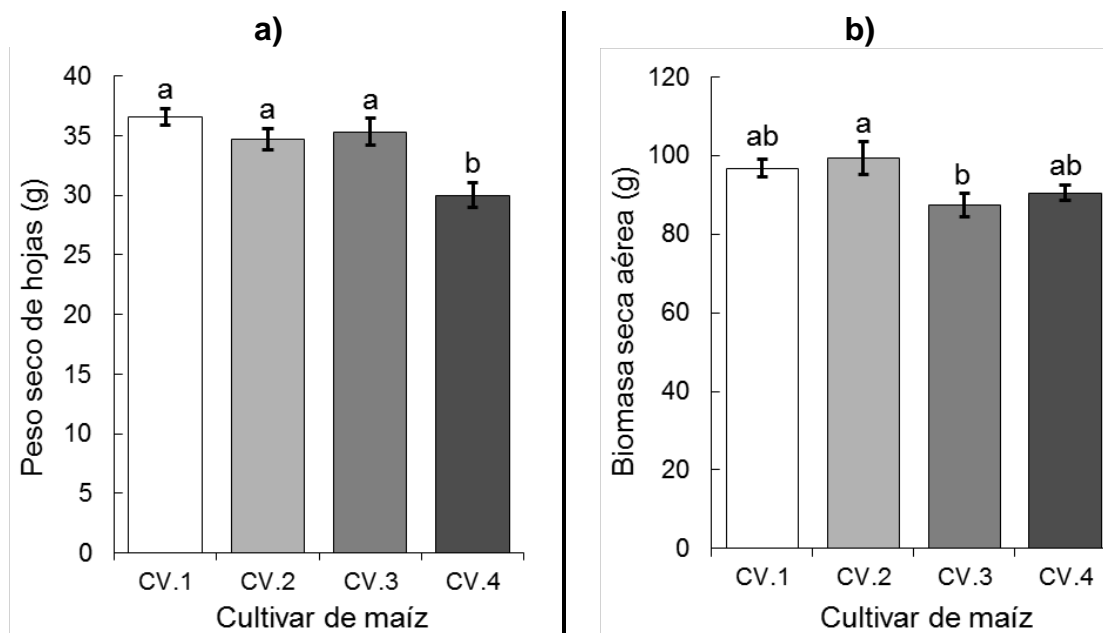 a)
Peso seco de hojas (g)
40
35
30
25
20
15
10
5
0
a
a
a
b
CV.1 CV.2 CV.3 CV.4
Cultivar de maíz
b)
Biomasa seca aérea (g)
120
100
80
60
40
20
0
ab
a
b
ab
CV.1 CV.2 CV.3 CV.4
Cultivar de maíz